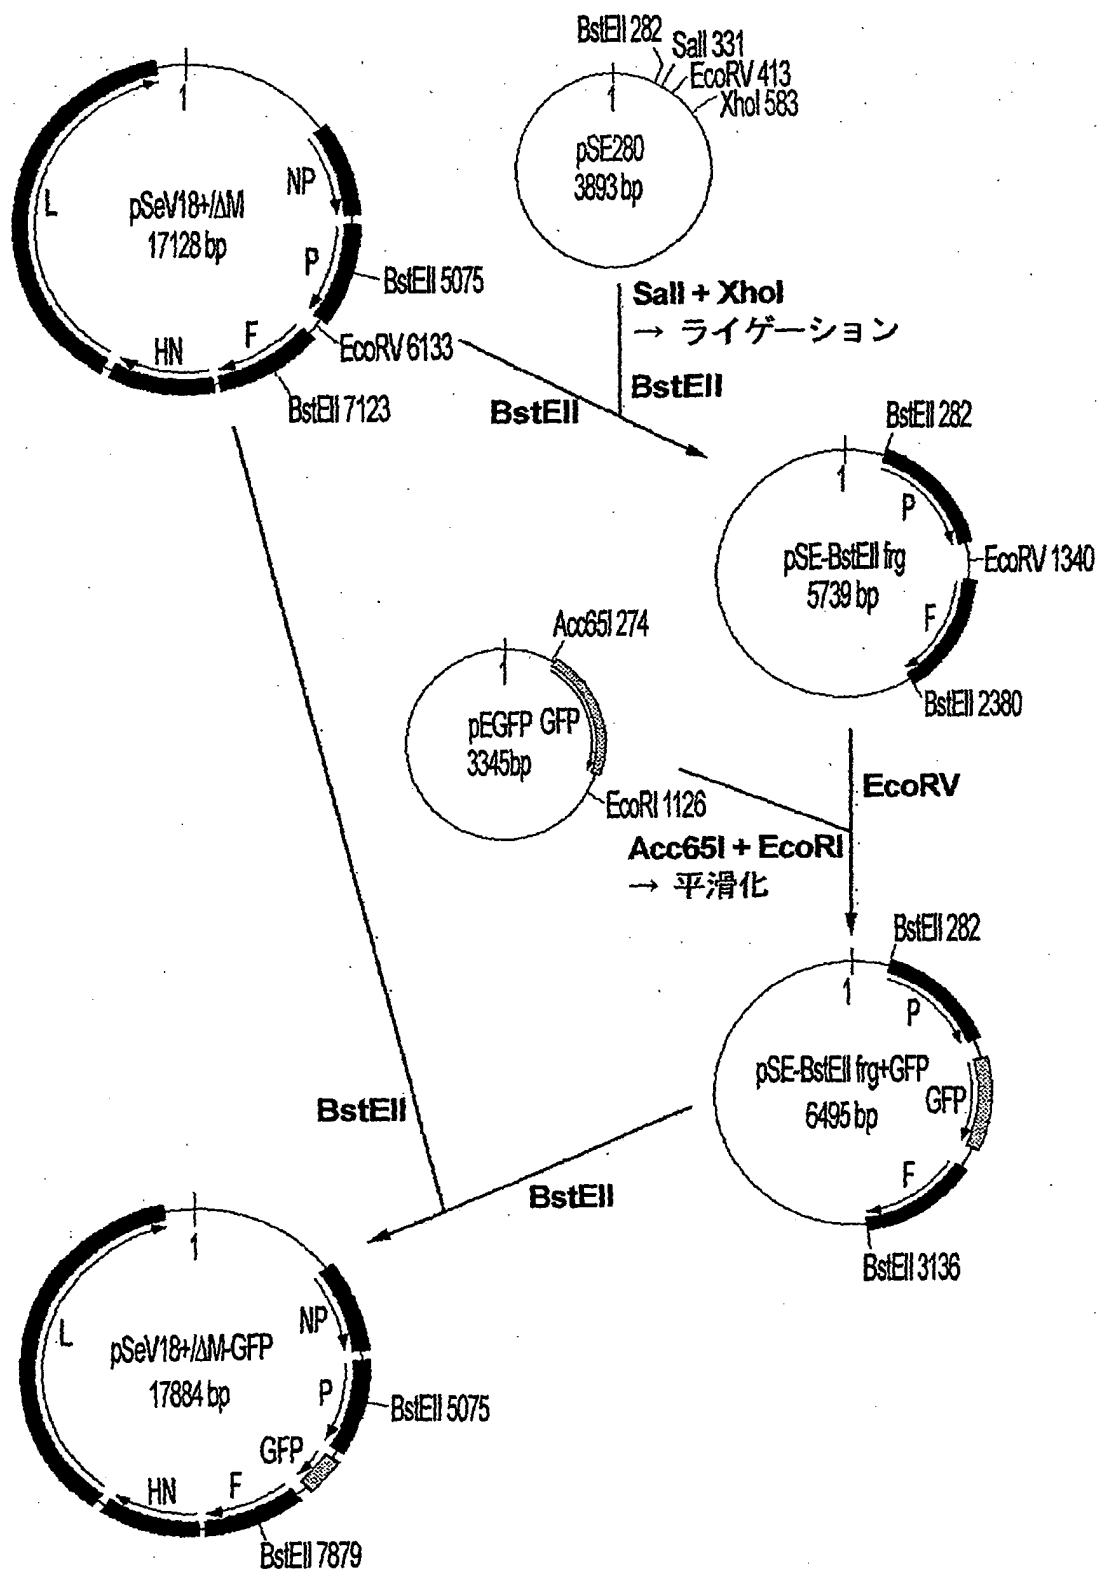 1
L
NP
P
F
HN
pSeV18+/ΔM
17128 bp
BstEII 5075
EcoRV 6133
BstEII 7123
BstEII 282
SalI 331
EcoRV 413
XhoI 583
1
pSE280
3893 bp
SalI + XhoI
→ ライゲーション
BstEII
BstEII
BstEII 282
1
P
pSE-BstEII frg
5739 bp
EcoRV 1340
F
BstEII 2380
Acc65I 274
1
pEGFP GFP
3345bp
EcoRI 1126
EcoRV
Acc65I + EcoRI
→ 平滑化
BstEII 282
1
P
pSE-BstEII frg+GFP
6495 bp
GFP
F
BstEII 3136
BstEII
BstEII
1
L
NP
pSeV18+/ΔM-GFP
17884 bp
P
BstEII 5075
GFP
F
HN
BstEII 7879